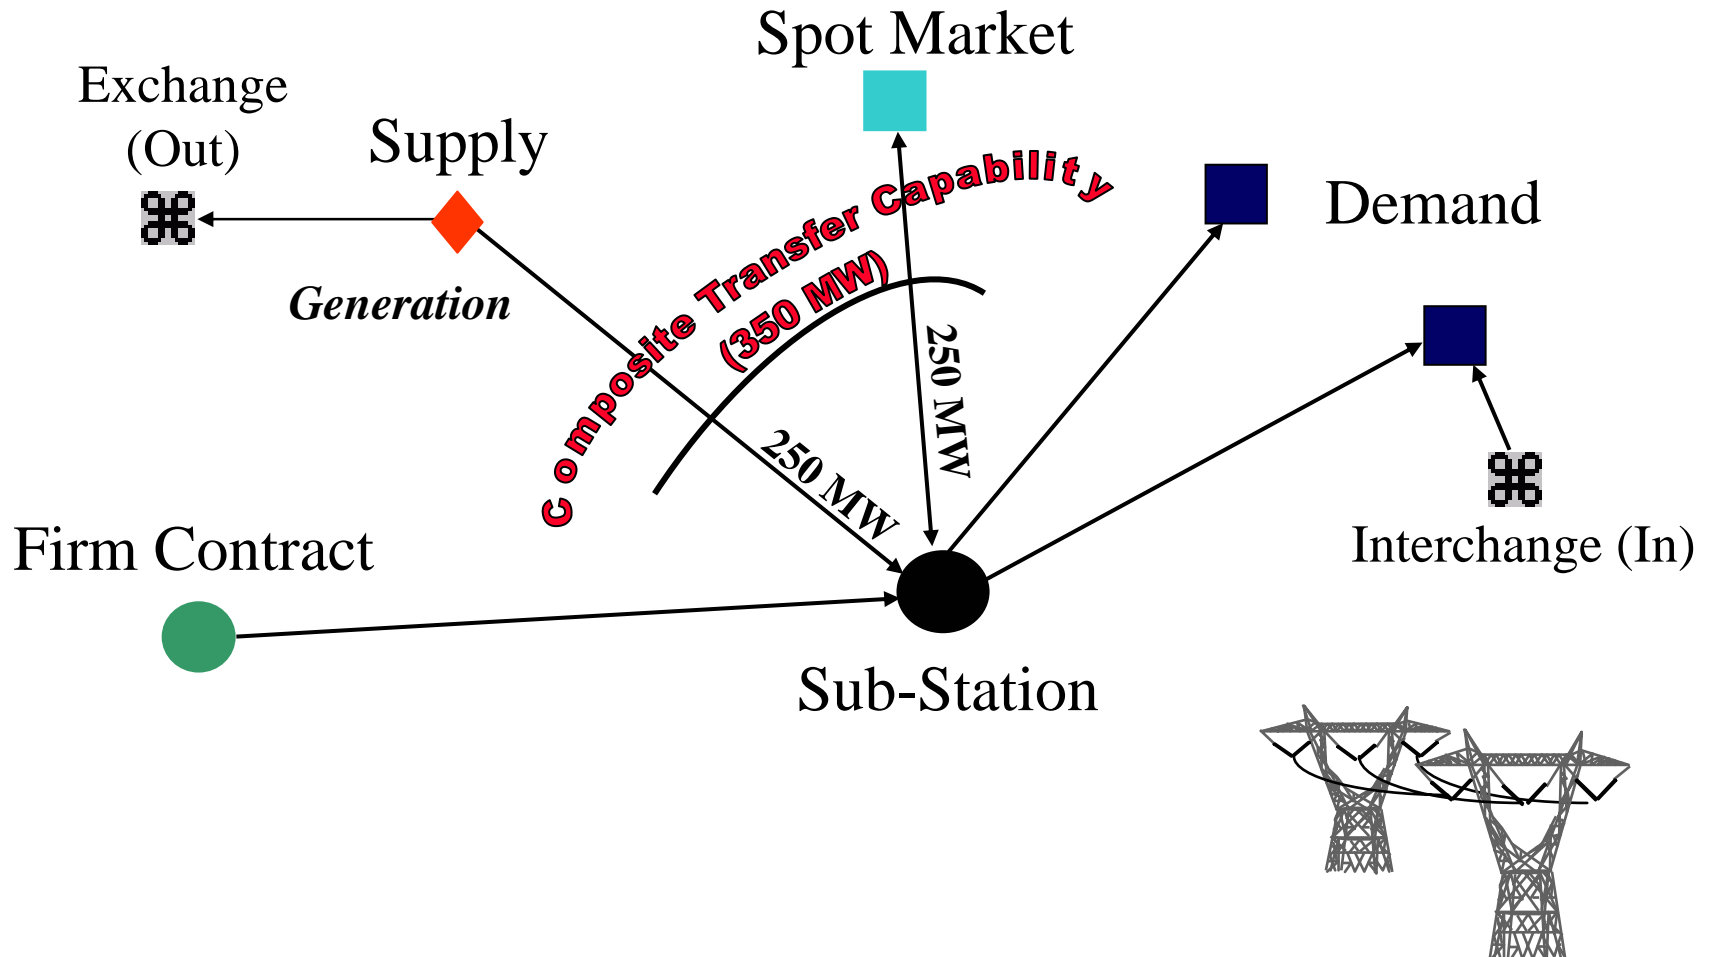 Spot Market
Exchange
(Out)
Supply
Composite Transfer Capability
(350 MW)
Demand
Generation
250 MW
250 MW
Firm Contract
Interchange (In)
Sub-Station